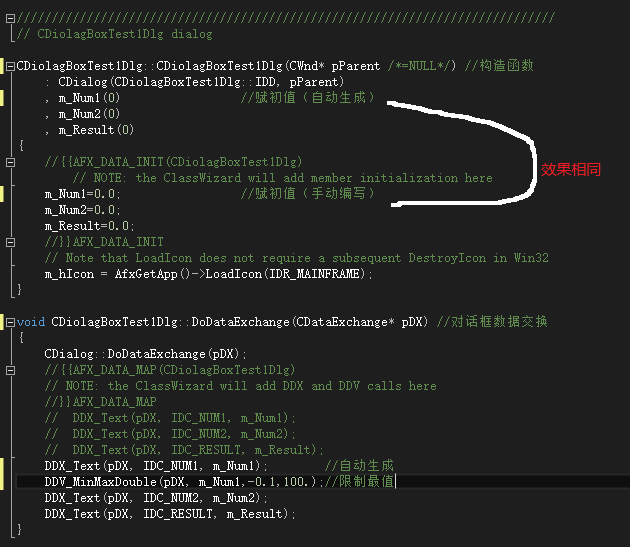 ///////////////////////////////////////////////////////////////////////////
// CDiolagBoxTest1Dlg dialog
CDiolagBoxTest1Dlg::CDiolagBoxTest1Dlg(CWnd* pParent /*=NULL*/) //构造函数
: CDialog(CDiolagBoxTest1Dlg::IDD, pParent)
, m_Num1(0) //赋初值（自动生成）
, m_Num2(0)
, m_Result(0)
{
//{{AFX_DATA_INIT(CDiolagBoxTest1Dlg)
效果相同
// NOTE: the ClassWizard will add member initialization here
m_Num1=0.0; //赋初值（手动编写）
m_Num2=0.0;
m_Result=0.0;
//}}AFX_DATA_INIT
// Note that LoadIcon does not require a subsequent DestroyIcon in Win32
m_hIcon = AfxGetApp()->LoadIcon(IDR_MAINFRAME);
}
void CDiolagBoxTest1Dlg::DoDataExchange(CDataExchange* pDX) //对话框数据交换
{
CDialog::DoDataExchange(pDX);
//{{AFX_DATA_MAP(CDiolagBoxTest1Dlg)
// NOTE: the ClassWizard will add DDX and DDV calls here
//}}AFX_DATA_MAP
// DDX_Text(pDX, IDC_NUM1, m_Num1);
// DDX_Text(pDX, IDC_NUM2, m_Num2);
// DDX_Text(pDX, IDC_RESULT, m_Result);
DDX_Text(pDX, IDC_NUM1, m_Num1); //自动生成
DDV_MinMaxDouble(pDX, m_Num1,-0.1,100.);//限制最值
DDX_Text(pDX, IDC_NUM2, m_Num2);
DDX_Text(pDX, IDC_RESULT, m_Result);
}